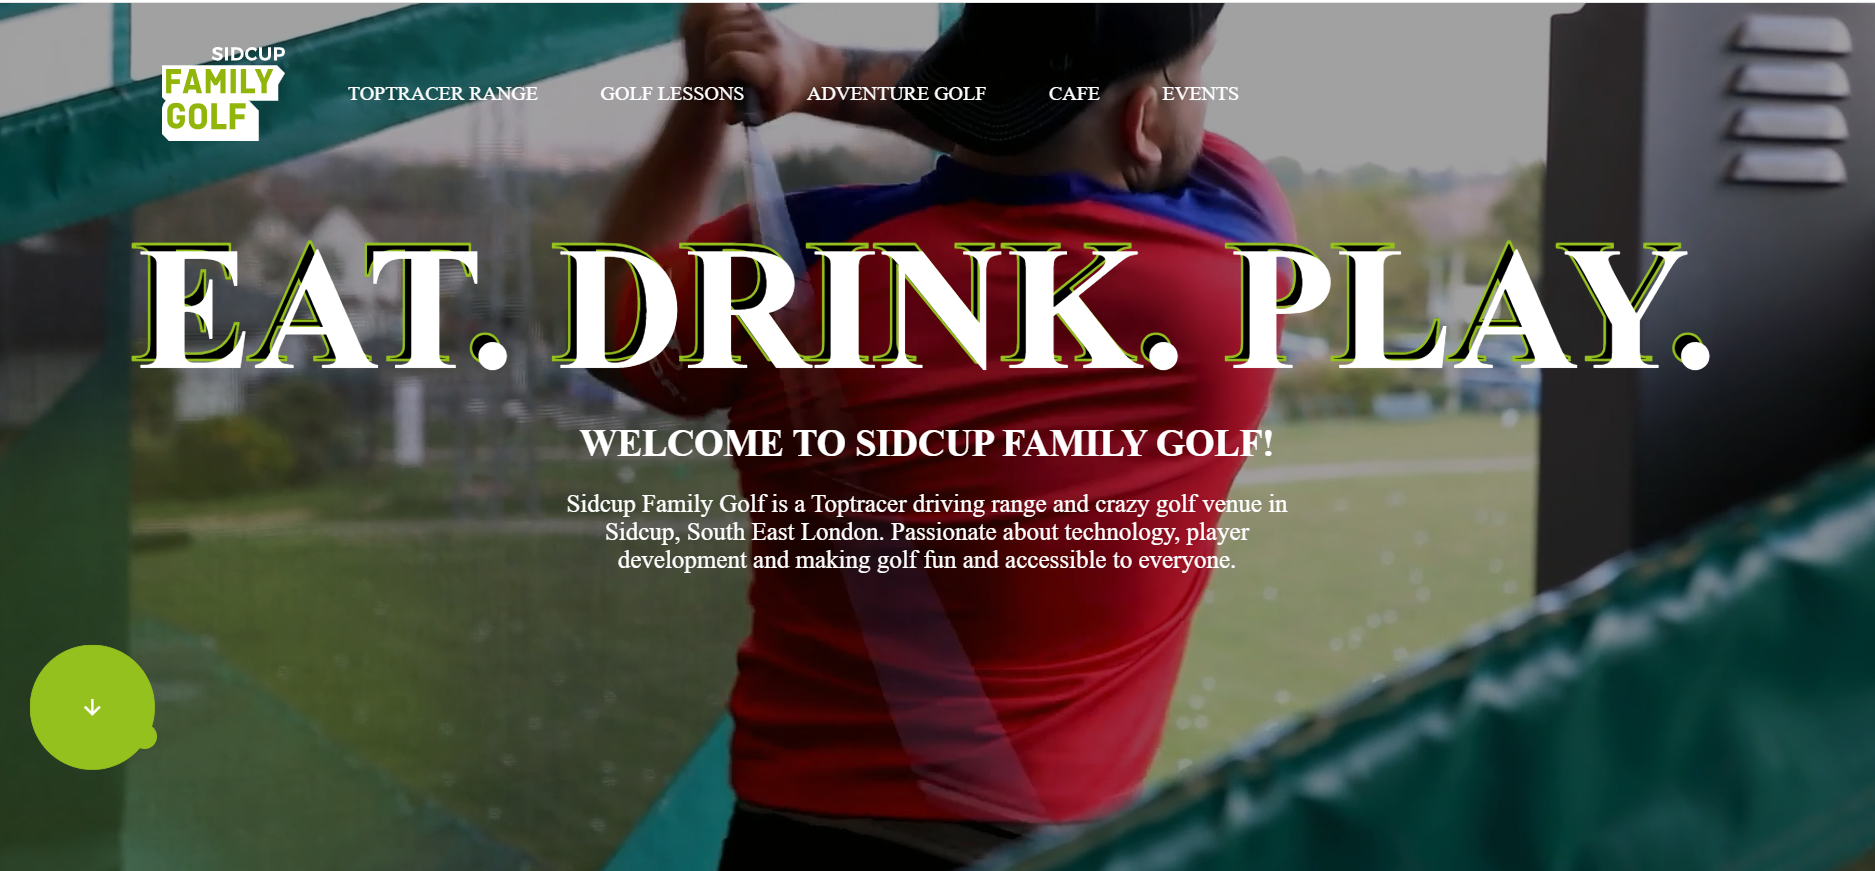 SIDCUP
FAMILY
GOLF
TOPTRACER RANGE
GOLF LESSONS
ADVENTURE GOLF
CAFE
EVENTS
EAT. DRINK. PLAY.
WELCOME TO SIDCUP FAMILY GOLF!
Sidcup Family Golf is a Toptracer driving range and crazy golf venue in
Sidcup, South East London. Passionate about technology, player
development and making golf fun and accessible to everyone.